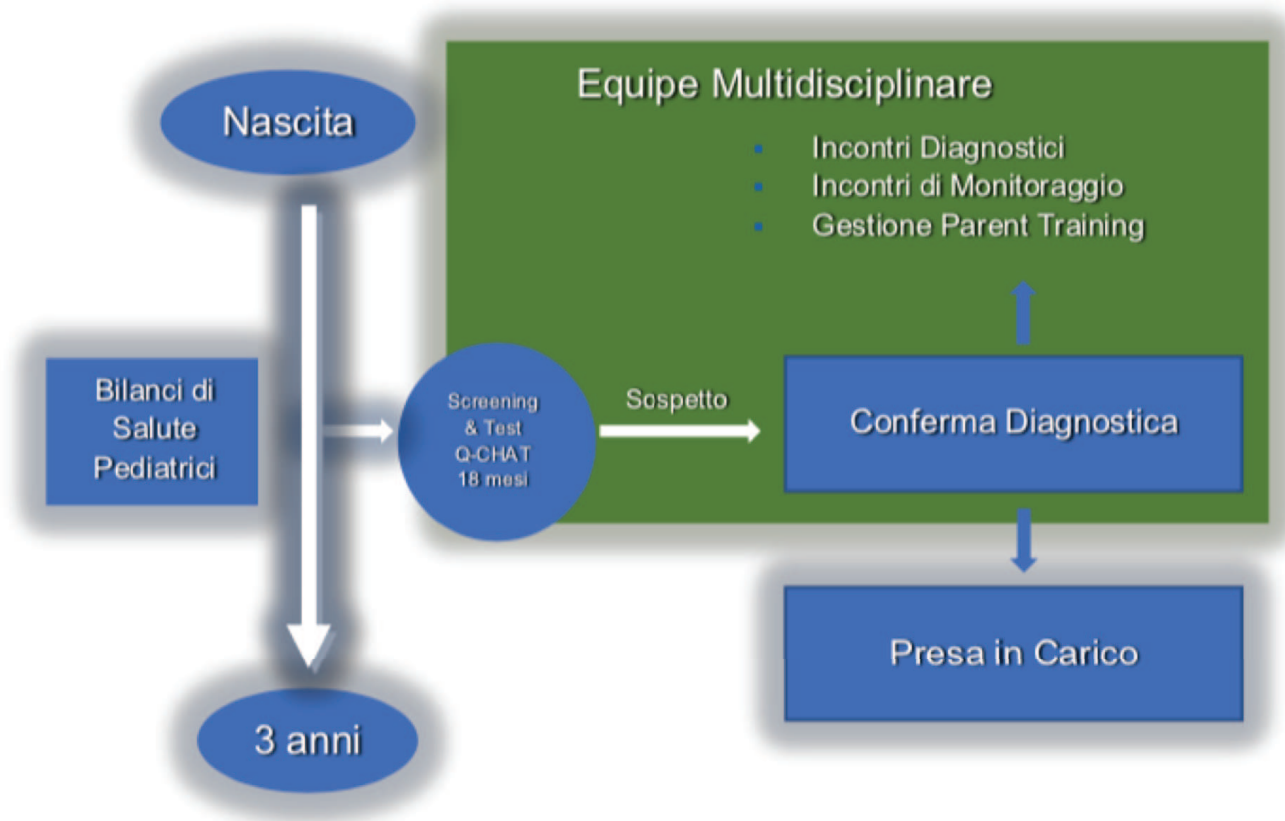 Nascita
Equipe Multidisciplinare
Incontri Diagnostici
Incontri di Monitoraggio
Gestione Parent Training
Bilanci di
Salute
Pediatrici
Screening
& Test
Q-CHAT
18 mesi
Sospetto
Conferma Diagnostica
Presa in Carico
3 anni